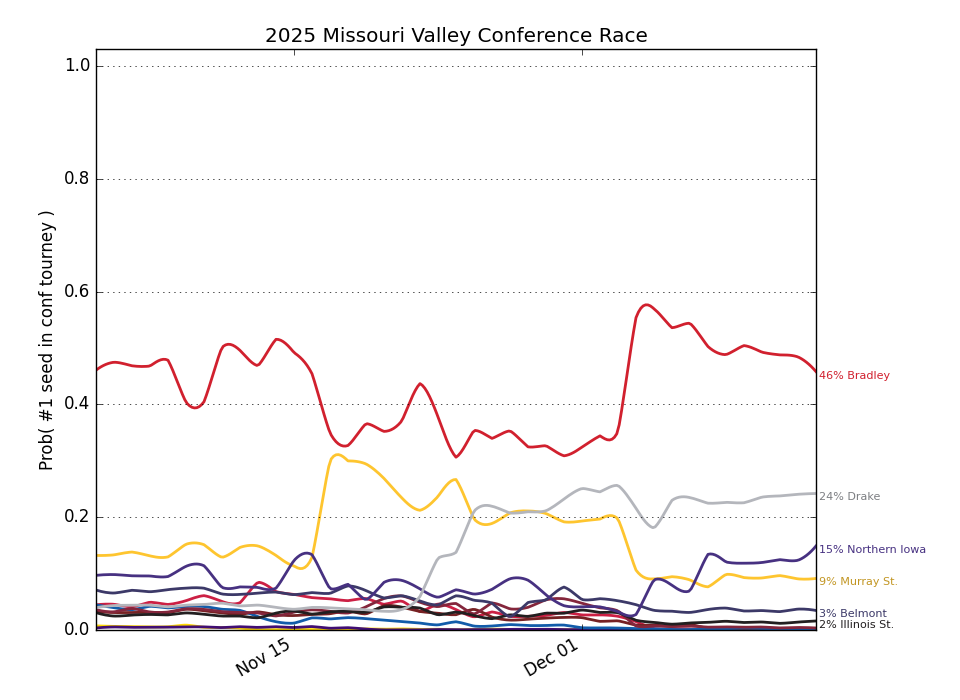 2025 Missouri Valley Conference Race
Prob( #1 seed in conf tourney )
1.0
0.8
0.6
0.4
0.2
0.0
Nov 15
Dec 01
46% Bradley
24% Drake
15% Northern Iowa
9% Murray St.
3% Belmont
2% Illinois St.